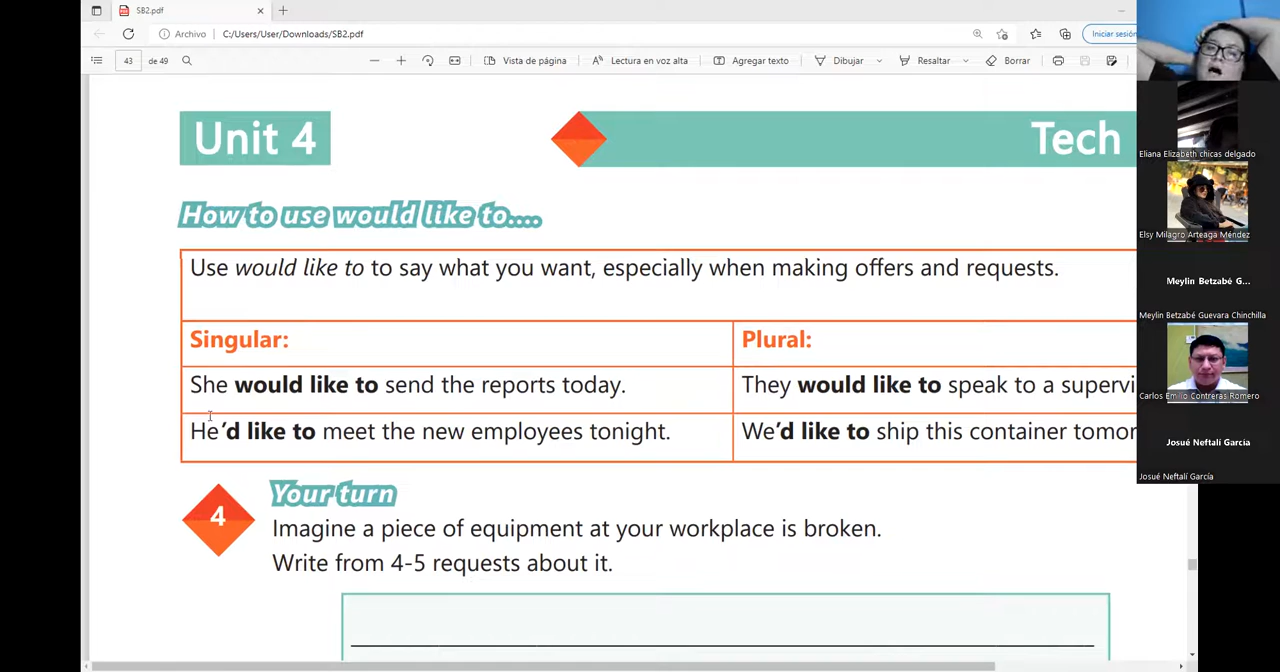 SB2.pdf
Archivo
C:/Users/User/Downloads/SB2.pdf
Iniciar sesión
43 de 49
Vista de página
Lectura en voz alta
Agregar texto
Dibujar
Resaltar
Borrar
Unit 4
Tech
How to use would like to....
Use would like to to say what you want, especially when making offers and requests.
Singular:
Plural:
She would like to send the reports today.
They would like to speak to a supervi
He'd like to meet the new employees tonight.
We'd like to ship this container tomor
4
Your turn
Imagine a piece of equipment at your workplace is broken.
Write from 4-5 requests about it.
Eliana Elizabeth chicas delgado
Elsy Milagro Arteaga Méndez
Meylin Betzabé G...
Meylin Betzabé Guevara Chinchilla
Carlos Emilio Contreras Romero
Josué Neftalí García
Josué Neftalí García